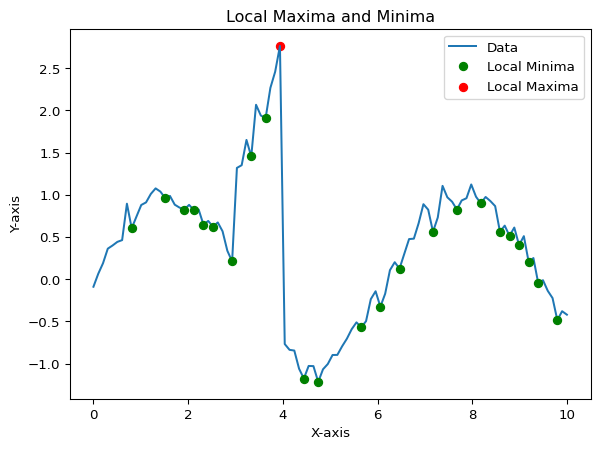 Local Maxima and Minima
Data
Local Minima
Local Maxima
Y-axis
2.5
2.0
1.5
1.0
0.5
0.0
−0.5
−1.0
0 2 4 6 8 10
X-axis